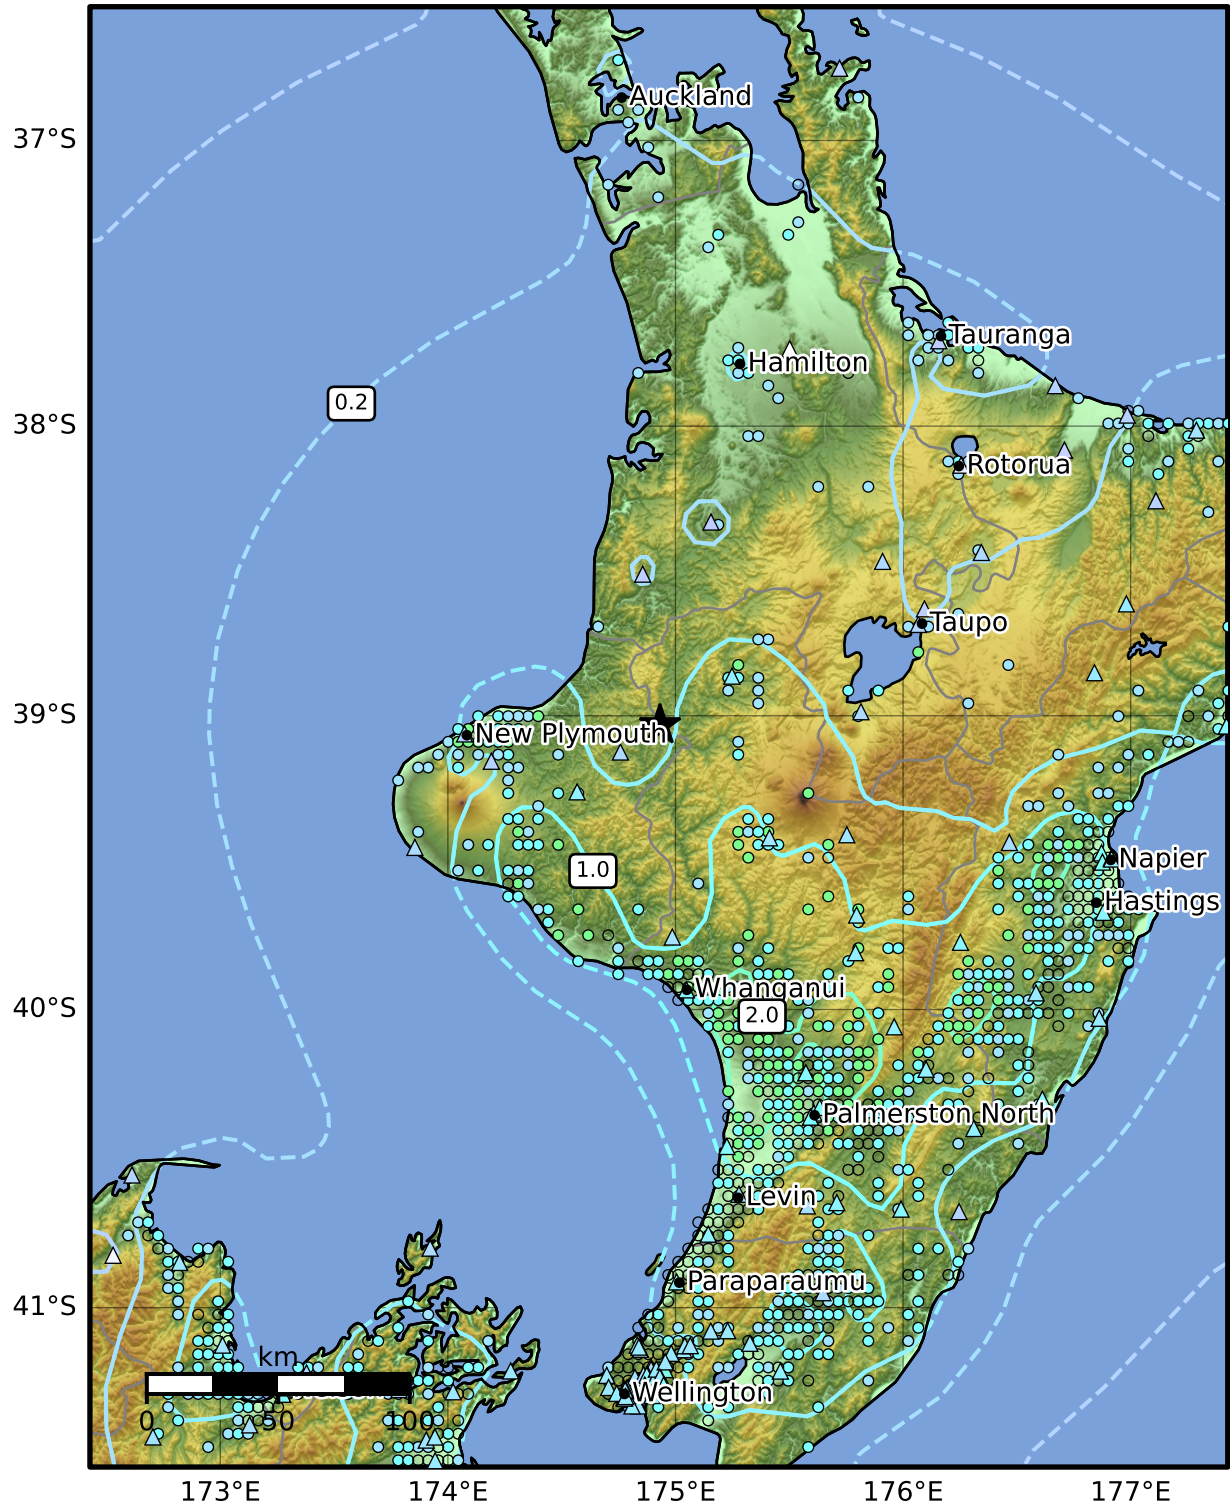 Auckland
37°S
Tauranga
Hamilton
0.2
38°S
Rotorua
Taupo
39°S
New Plymouth
Napier
1.0
Hastings
Whanganui
40°S
2.0
Palmerston North
Levin
Paraparaumu
41°S
km
Wellington
0 50 100
173°E 174°E 175°E 176°E 177°E